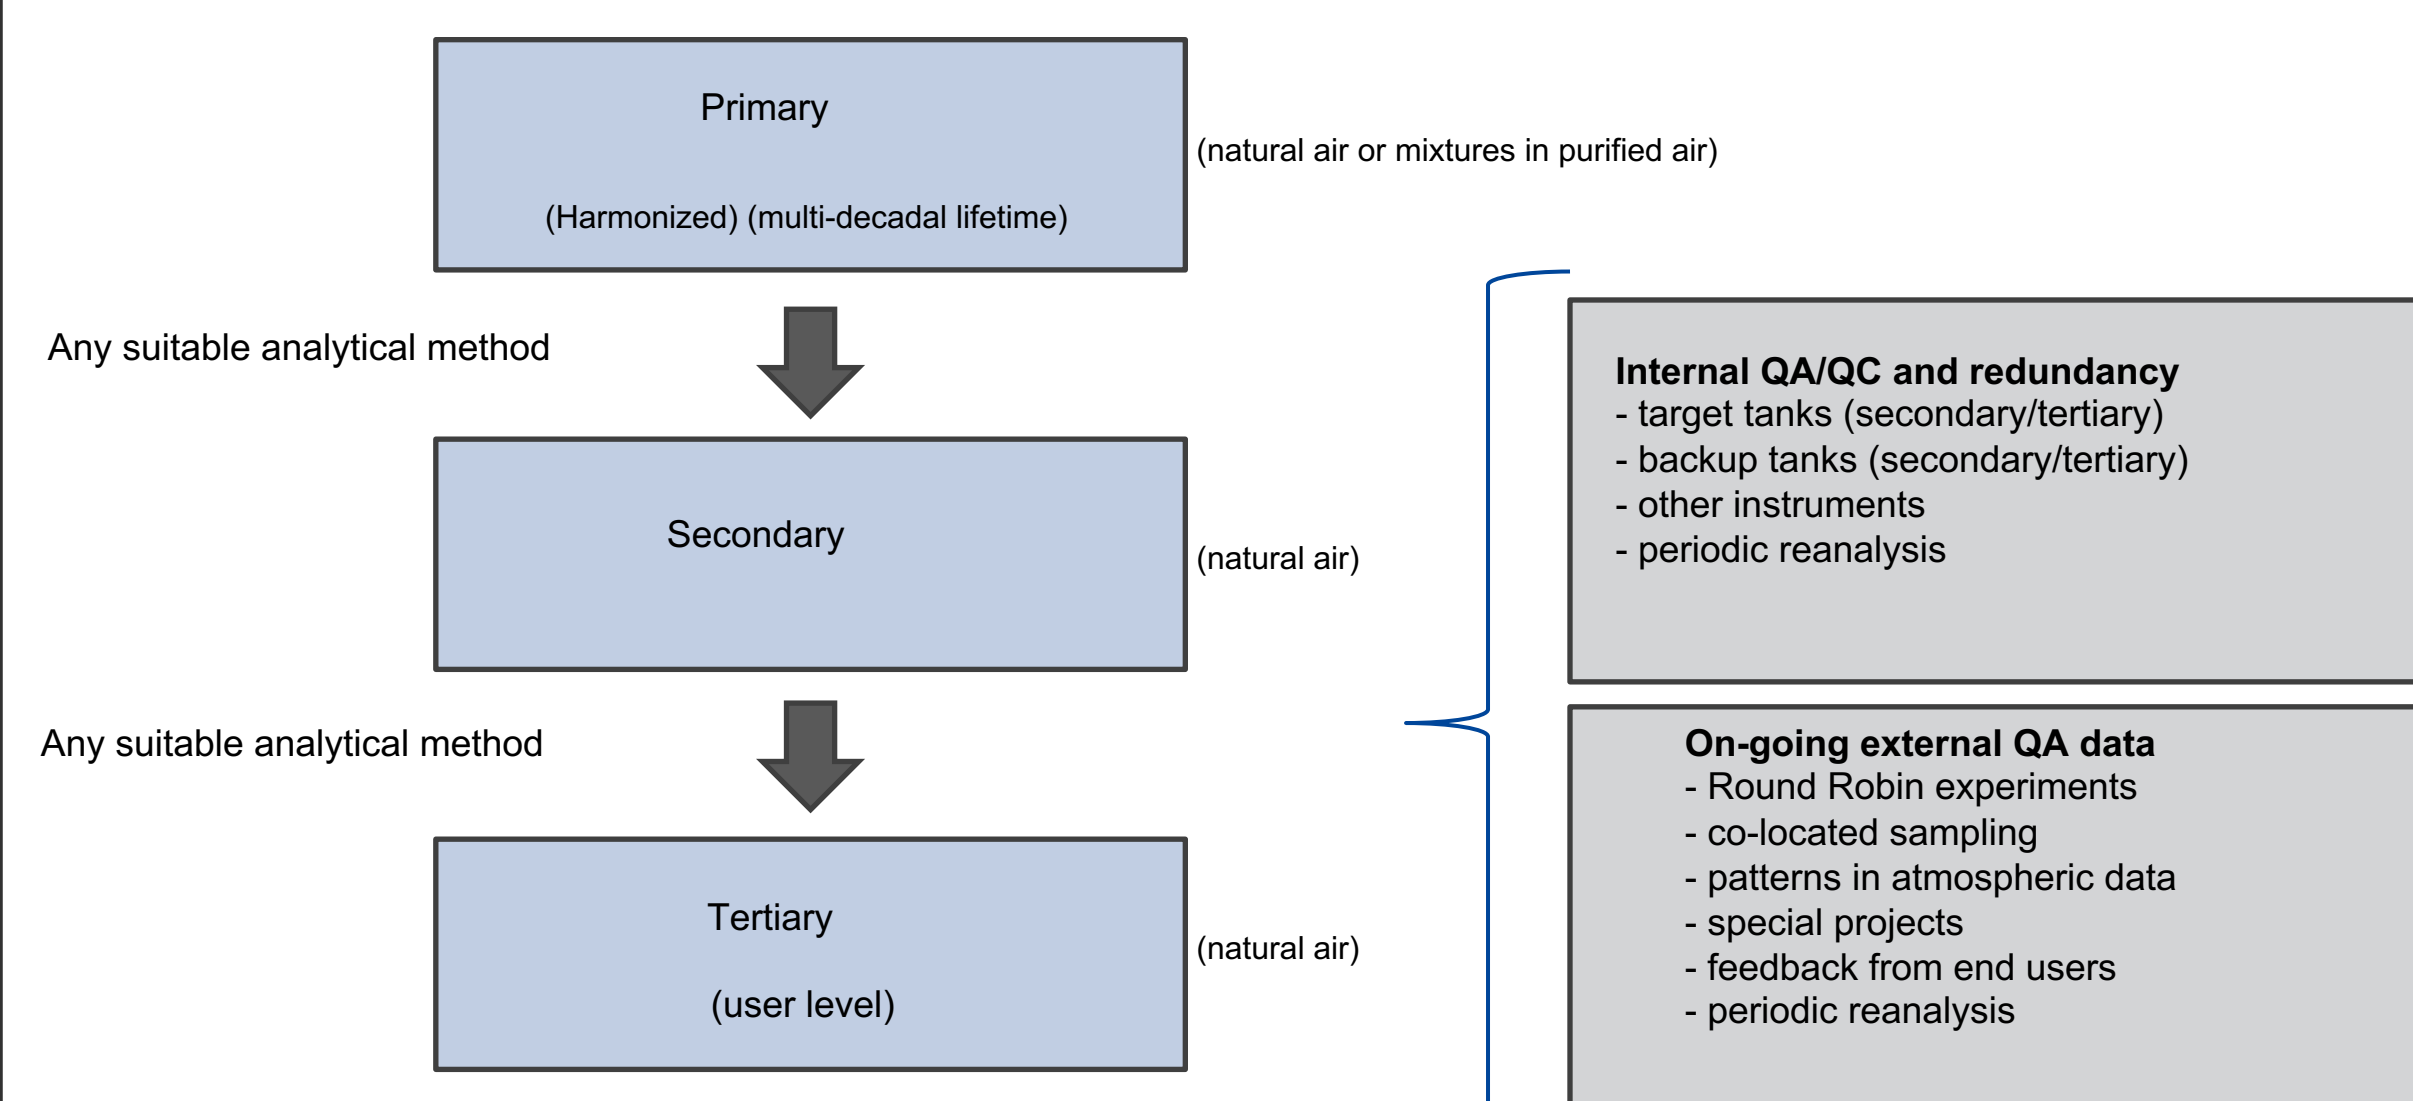 Primary
(natural air or mixtures in purified air)
(Harmonized) (multi-decadal lifetime)
Any suitable analytical method
Secondary
(natural air)
Any suitable analytical method
Tertiary
(natural air)
(user level)
Internal QA/QC and redundancy
- target tanks (secondary/tertiary)
- backup tanks (secondary/tertiary)
- other instruments
- periodic reanalysis
On-going external QA data
- Round Robin experiments
- co-located sampling
- patterns in atmospheric data
- special projects
- feedback from end users
- periodic reanalysis